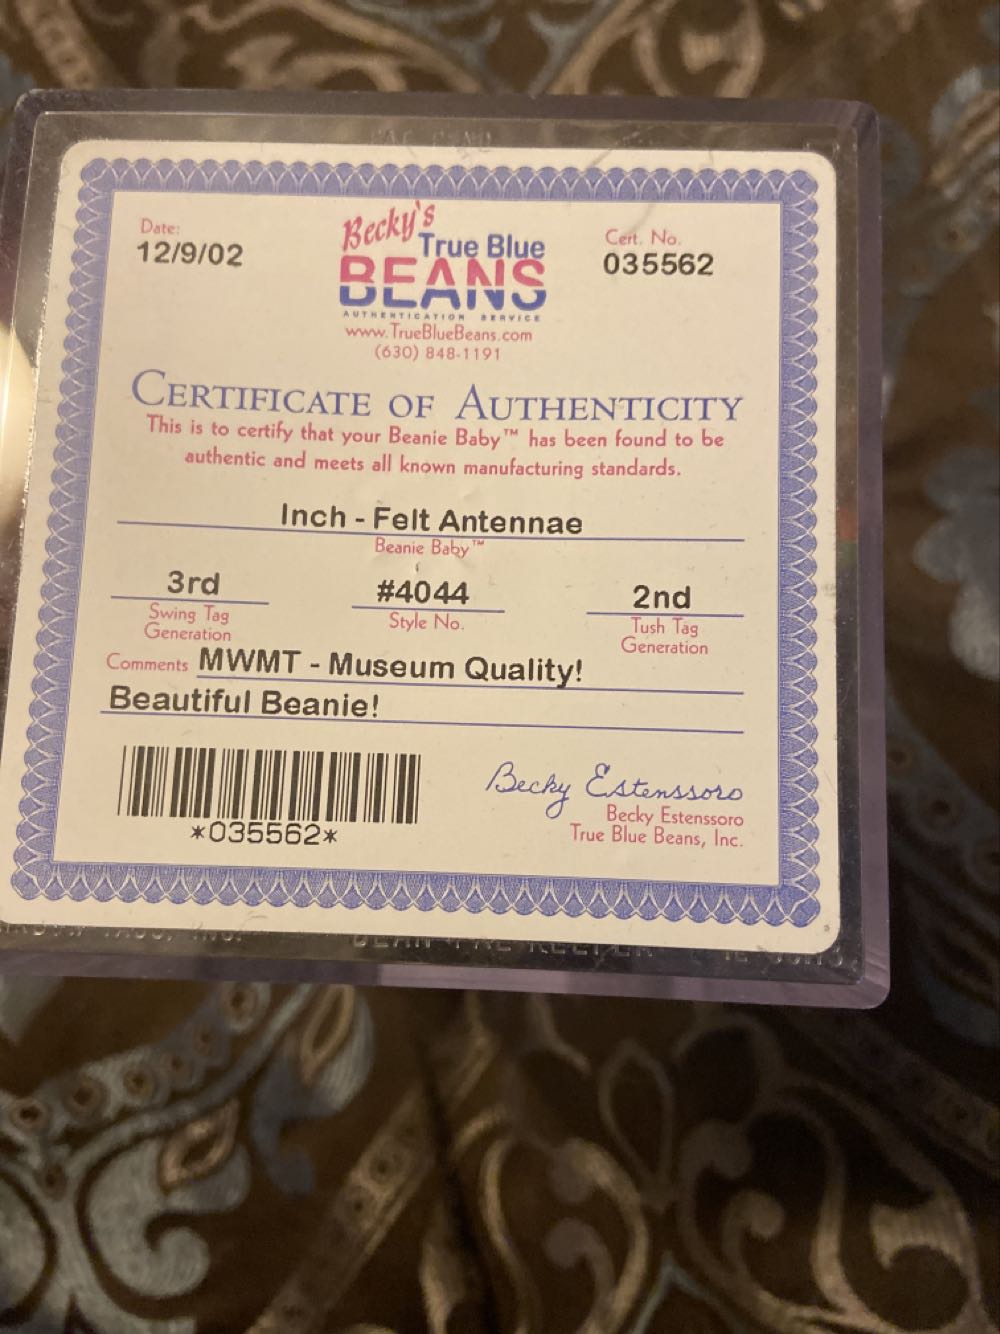 Date:
12/9/02
Becky's
True Blue
BEANS
AUTHENTICATION SERVICE
www.TrueBlueBeans.com
(630) 848-1191
Cert. No.
035562
CERTIFICATE OF AUTHENTICITY
This is to certify that your Beanie Baby™ has been found to be
authentic and meets all known manufacturing standards.
Inch - Felt Antennae
Beanie Baby™
3rd
Swing Tag
Generation
#4044
Style No.
2nd
Tush Tag
Generation
Comments MWMT - Museum Quality!
Beautiful Beanie!
*035562*
Becky Estenssoro
Becky Estenssoro
True Blue Beans, Inc.